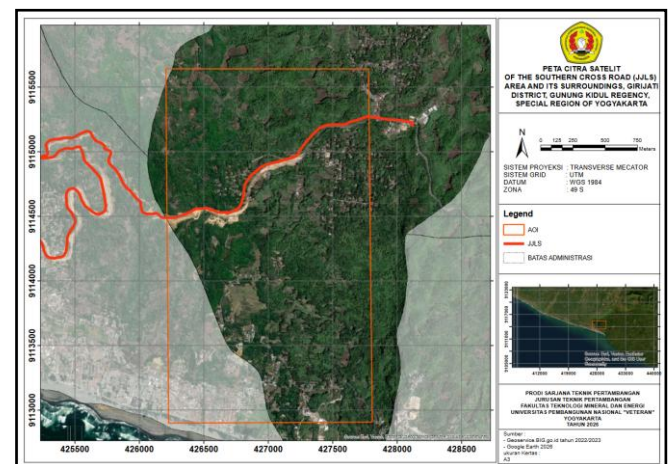 PETA CITRA SATELIT
OF THE SOUTHERN CROSS ROAD (JJLS)
AREA AND ITS SURROUNDINGS, GIRIJATI
DISTRICT, GUNUNG KIDUL REGENCY,
SPECIAL REGION OF YOGYAKARTA
N
0 125 250 500 750
Meters
SISTEM PROYEKSI : TRANSVERSE MECATOR
SISTEM GRID : UTM
DATUM : WGS 1984
ZONA : 49 S
Legend
AOI
JJLS
BATAS ADMINISTRASI
PRODI SARJANA TEKNIK PERTAMBANGAN
JURUSAN TEKNIK PERTAMBANGAN
FAKULTAS TEKNOLOGI MINERAL DAN ENERGI
UNIVERSITAS PEMBANGUNAN NASIONAL "VETERAN"
YOGYAKARTA
TAHUN 2026
Sumber :
- Geoservice.BIG.go.id tahun 2022/2023
- Google Earth 2026
ukuran Kertas :
A3
9115500
9115000
9114500
9114000
9113500
9113000
425500 426000 426500 427000 427500 428000 428500